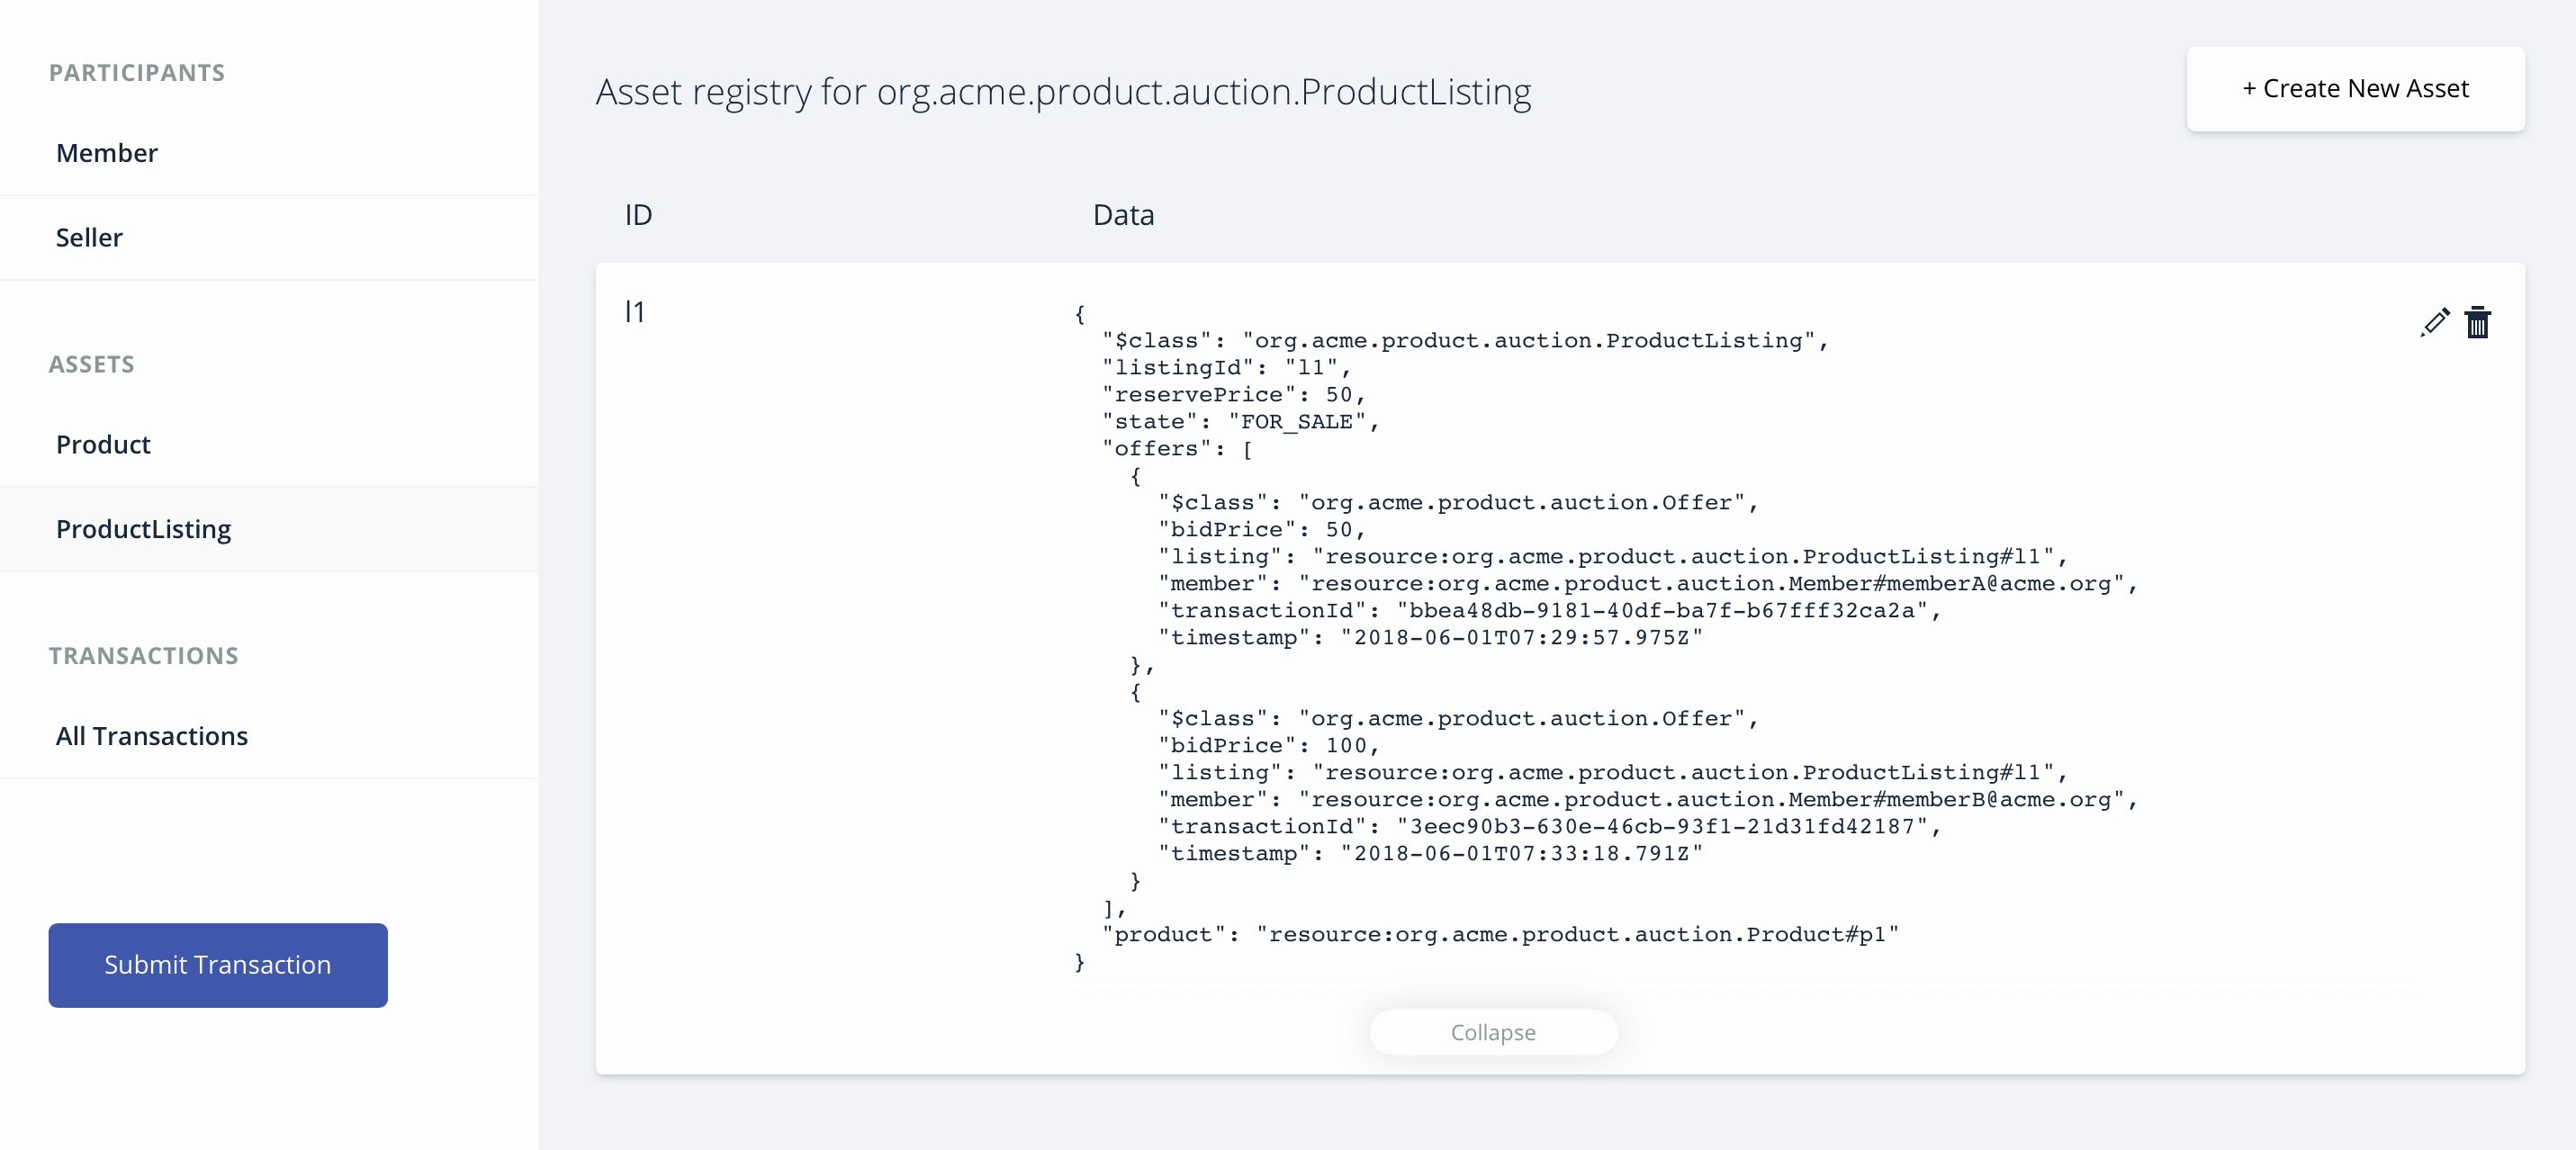 PARTICIPANTS
Member
Seller
ASSETS
Product
ProductListing
TRANSACTIONS
All Transactions
Submit Transaction
Asset registry for org.acme.product.auction.ProductListing
+ Create New Asset
ID Data
l1
{
  "$class": "org.acme.product.auction.ProductListing",
  "listingId": "l1",
  "reservePrice": 50,
  "state": "FOR_SALE",
  "offers": [
    {
      "$class": "org.acme.product.auction.Offer",
      "bidPrice": 50,
      "listing": "resource:org.acme.product.auction.ProductListing#l1",
      "member": "resource:org.acme.product.auction.Member#memberA@acme.org",
      "transactionId": "bbea48db-9181-40df-ba7f-b67fff32ca2a",
      "timestamp": "2018-06-01T07:29:57.975Z"
    },
    {
      "$class": "org.acme.product.auction.Offer",
      "bidPrice": 100,
      "listing": "resource:org.acme.product.auction.ProductListing#l1",
      "member": "resource:org.acme.product.auction.Member#memberB@acme.org",
      "transactionId": "3eec90b3-630e-46cb-93f1-21d31fd42187",
      "timestamp": "2018-06-01T07:33:18.791Z"
    }
  ],
  "product": "resource:org.acme.product.auction.Product#p1"
}
Collapse